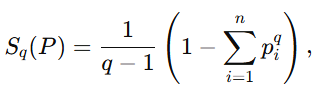 S_q(P) = \frac{1}{q-1} \left( 1 - \sum_{i=1}^{n} p_i^q \right),